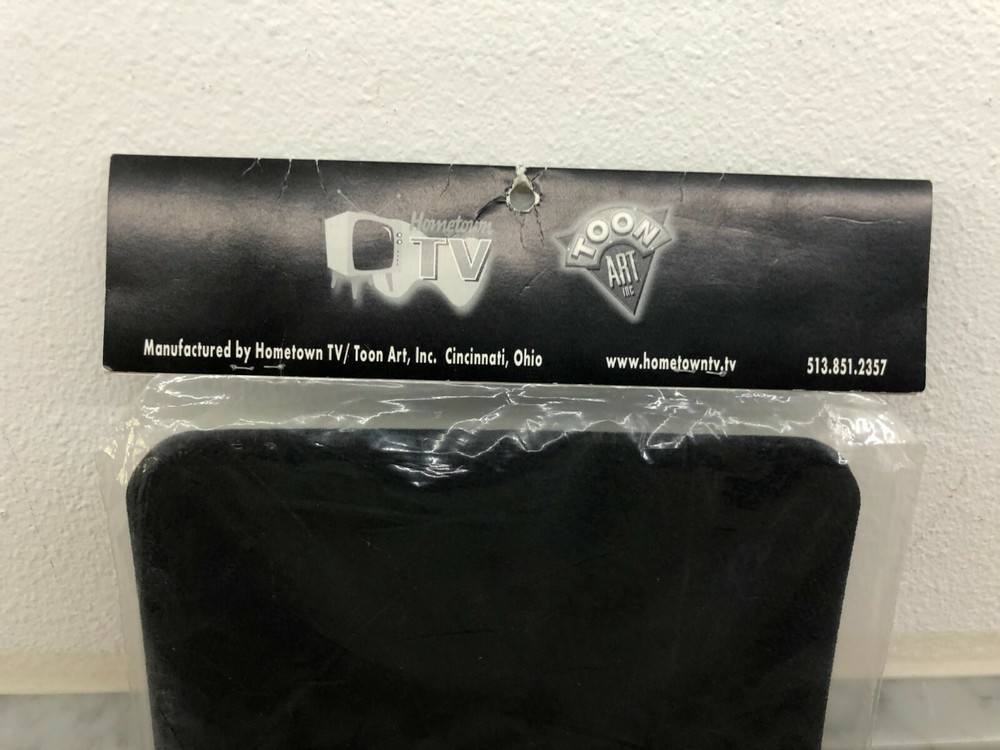 Hometown
TV
TOON
ART
INC
Manufactured by Hometown TV/ Toon Art, Inc. Cincinnati, Ohio
www.hometowntv.tv
513.851.2357